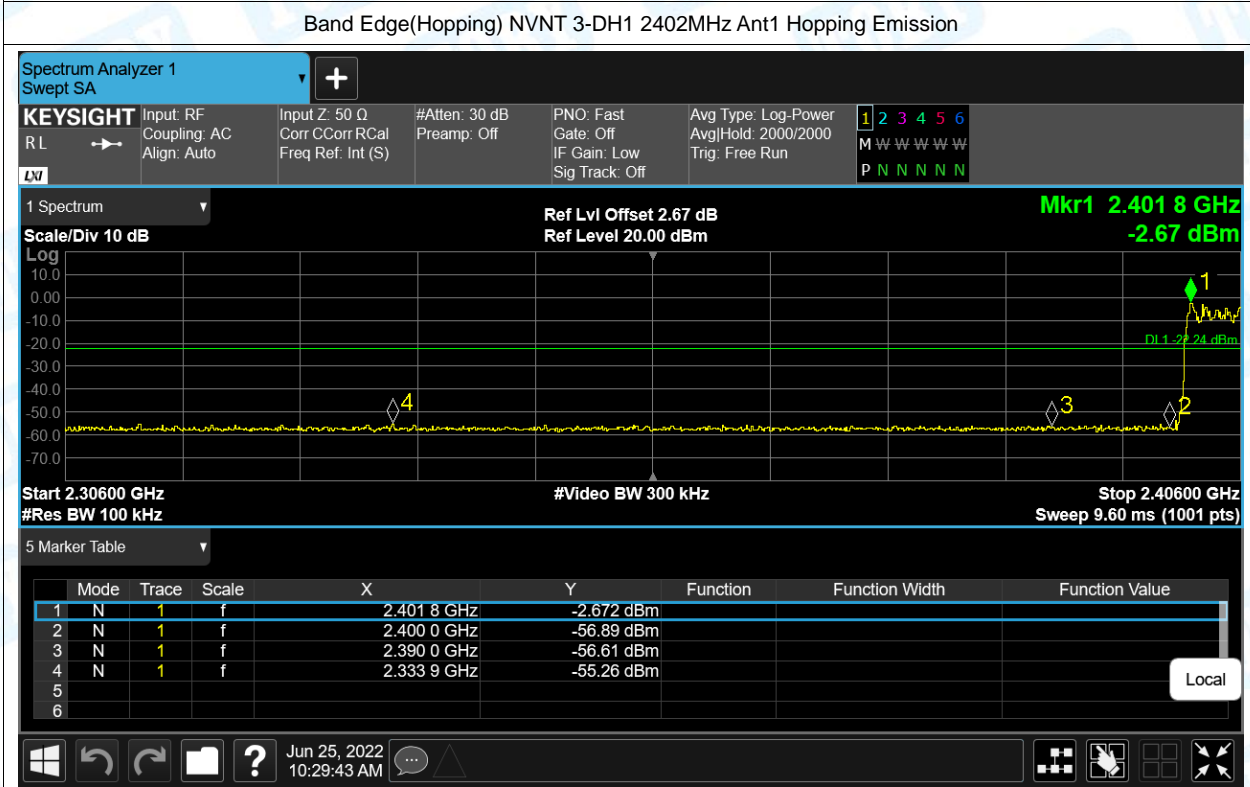 Band Edge(Hopping) NVNT 3-DH1 2402MHz Ant1 Hopping Emission
Spectrum Analyzer 1
Swept SA
+
KEYSIGHT Input: RF Input Z: 50 Ω #Atten: 30 dB PNO: Fast Avg Type: Log-Power 1 2 3 4 5 6
R L Coupling: AC Corr CCorr RCal Preamp: Off Gate: Off Avg|Hold: 2000/2000 M W W W W W
Align: Auto Freq Ref: Int (S) IF Gain: Low Trig: Free Run
LXI Sig Track: Off P N N N N N
1 Spectrum Ref Lvl Offset 2.67 dB Mkr1 2.401 8 GHz
Scale/Div 10 dB Ref Level 20.00 dBm -2.67 dBm
Log
10.0
1
0.00
-10.0
-20.0 DL1 -22.24 dBm
-30.0
-40.0
4 3 2
-50.0
-60.0
-70.0
Start 2.30600 GHz #Video BW 300 kHz Stop 2.40600 GHz
#Res BW 100 kHz Sweep 9.60 ms (1001 pts)
5 Marker Table
Mode Trace Scale X Y Function Function Width Function Value
1 N 1 f 2.401 8 GHz -2.672 dBm
2 N 1 f 2.400 0 GHz -56.89 dBm
3 N 1 f 2.390 0 GHz -56.61 dBm
4 N 1 f 2.333 9 GHz -55.26 dBm
5
6
Local
? Jun 25, 2022
10:29:43 AM